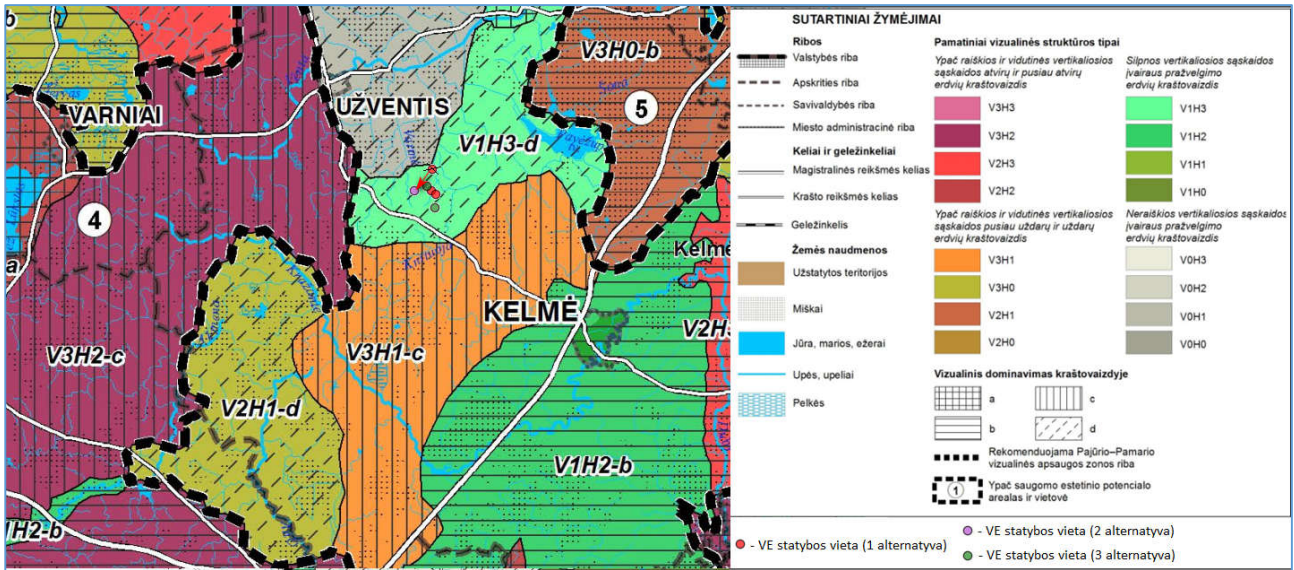 VARNIAI
UŽVENTIS
V3H0-b
5
V1H3-d
4
KELMĖ
Kelmė
V3H2-c
V3H1-c
V2H1-d
V1H2-b
SUTARTINIAI ŽYMĖJIMAI
Ribos
Valstybės riba
Apskrities riba
Savivaldybės riba
Miesto administracinė riba
Keliai ir geležinkeliai
Magistralinės reikšmės kelias
Krašto reikšmės kelias
Geležinkelis
Žemės naudmenos
Užstatytos teritorijos
Miškai
Jūra, marios, ežerai
Upės, upeliai
Pelkės
Pamatiniai vizualinės struktūros tipai
Ypač raiškios ir vidutinės vertikaliosios
sąskaidos atvirų ir pusiau atvirų
erdvių kraštovaizdis
V3H3
V3H2
V2H3
V2H2
Ypač raiškios ir vidutinės vertikaliosios
sąskaidos pusiau uždarų ir uždarų
erdvių kraštovaizdis
V3H1
V3H0
V2H1
V2H0
Silpnos vertikaliosios sąskaidos
įvairaus pražvelgimo
erdvių kraštovaizdis
V1H3
V1H2
V1H1
V1H0
Neraiškios vertikaliosios sąskaidos
įvairaus pražvelgimo
erdvių kraštovaizdis
V0H3
V0H2
V0H1
V0H0
Vizualinis dominavimas kraštovaizdyje
a
c
b
d
Rekomenduojama Pajūrio–Pamario
vizualinės apsaugos zonos riba
1
Ypač saugomo estetinio potencialo
arealas ir vietovė
- VE statybos vieta (1 alternatyva)
- VE statybos vieta (2 alternatyva)
- VE statybos vieta (3 alternatyva)